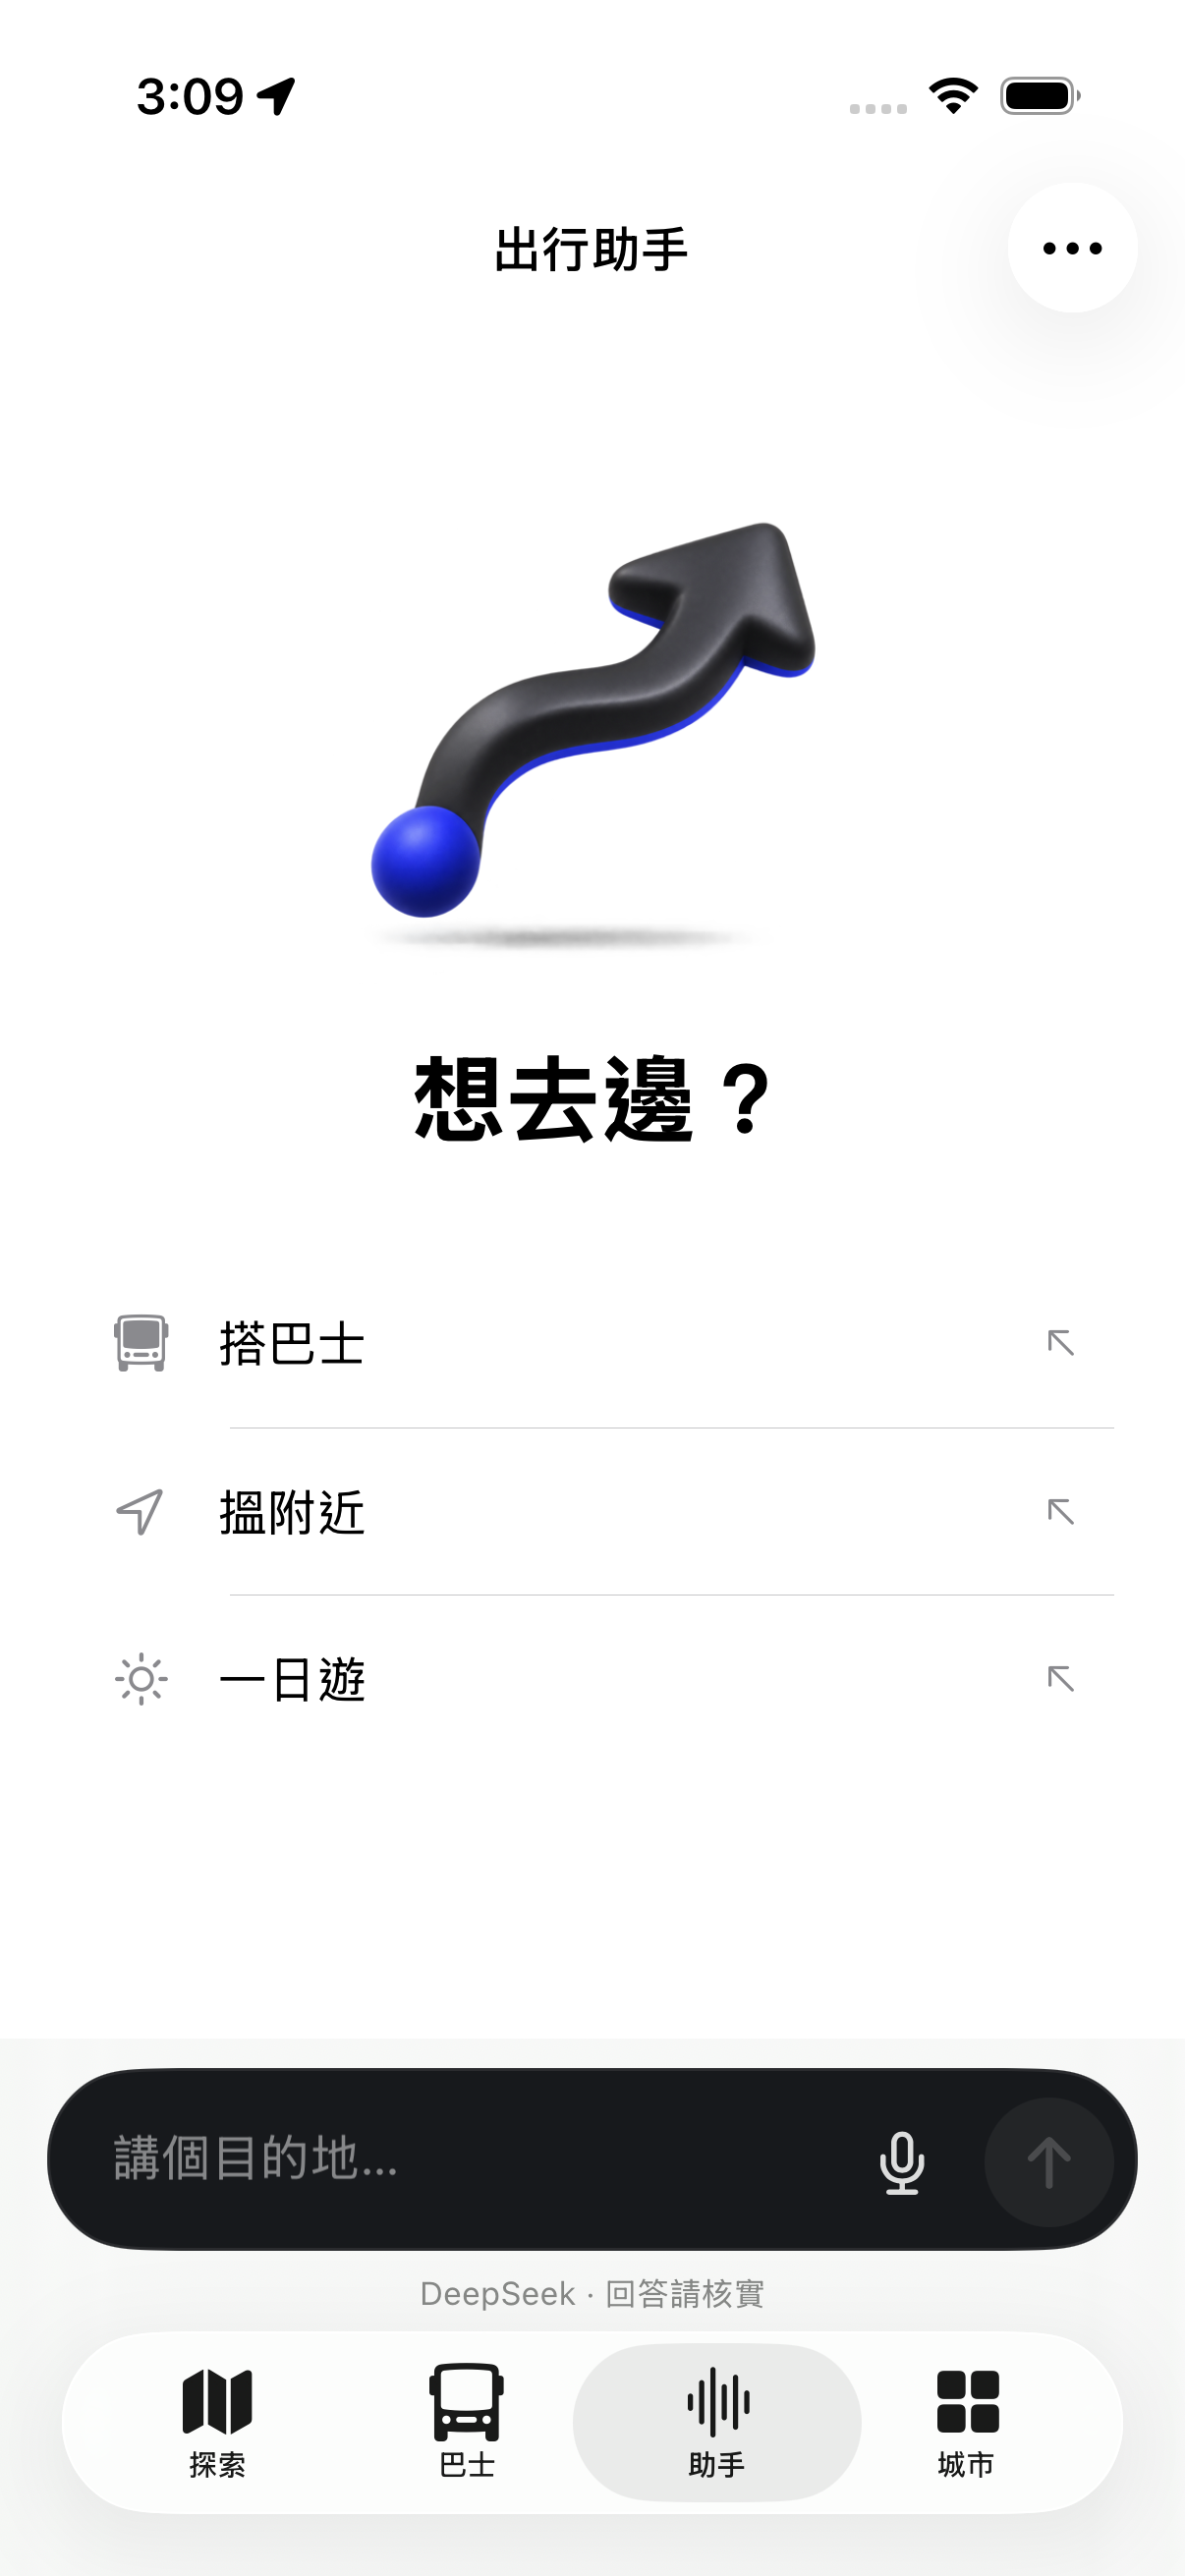 3:09
出行助手
想去邊？
搭巴士
搵附近
一日遊
講個目的地...
DeepSeek · 回答請核實
探索
巴士
助手
城市